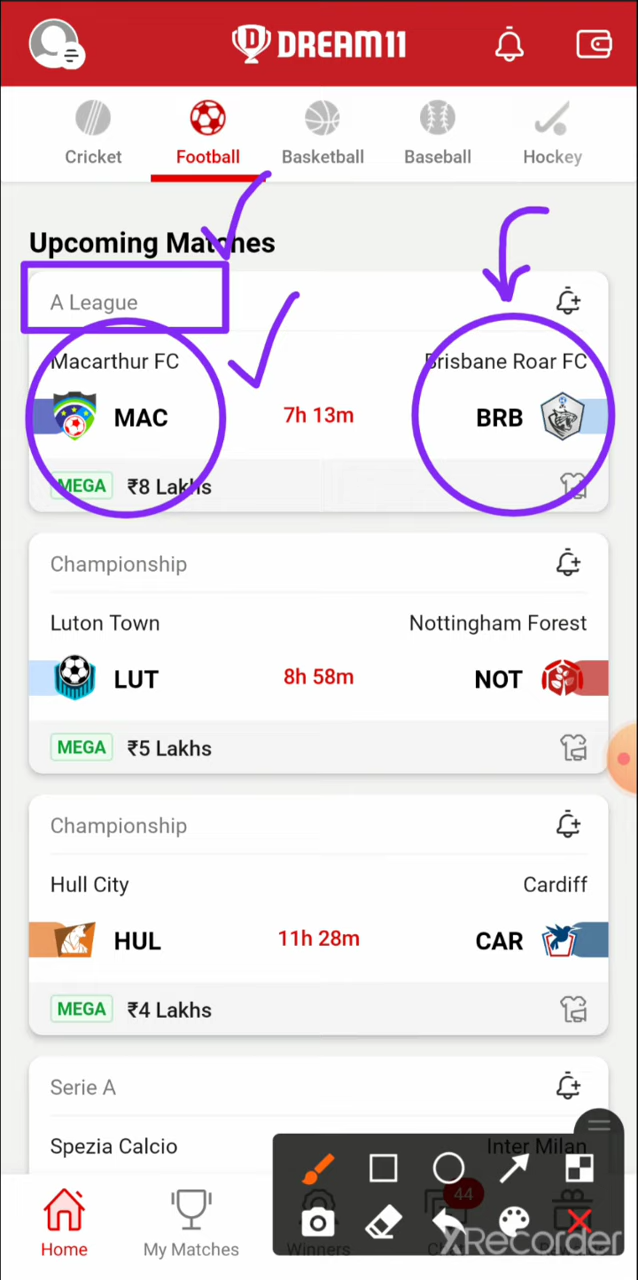 DREAM11
Cricket Football Basketball Baseball Hockey
Upcoming Matches
A League
Macarthur FC Brisbane Roar FC
MAC 7h 13m BRB
MEGA ₹8 Lakhs
Championship
Luton Town Nottingham Forest
LUT 8h 58m NOT
MEGA ₹5 Lakhs
Championship
Hull City Cardiff
HUL 11h 28m CAR
MEGA ₹4 Lakhs
Serie A
Spezia Calcio Inter Milan
44
Home My Matches Winners
XRecorder